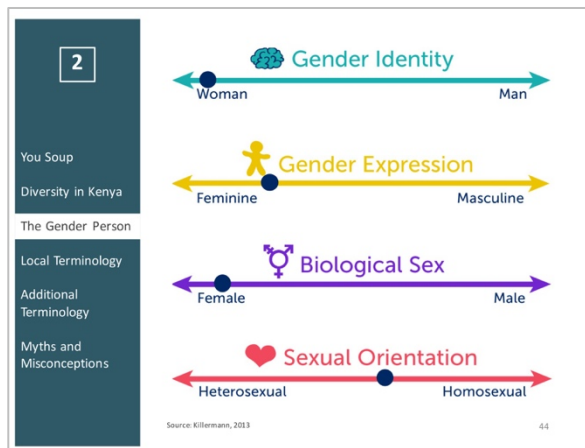 2
You Soup
Diversity in Kenya
The Gender Person
Local Terminology
Additional
Terminology
Myths and
Misconceptions
Gender Identity
Woman Man
Gender Expression
Feminine Masculine
Biological Sex
Female Male
Sexual Orientation
Heterosexual Homosexual
Source: Killermann, 2013 44